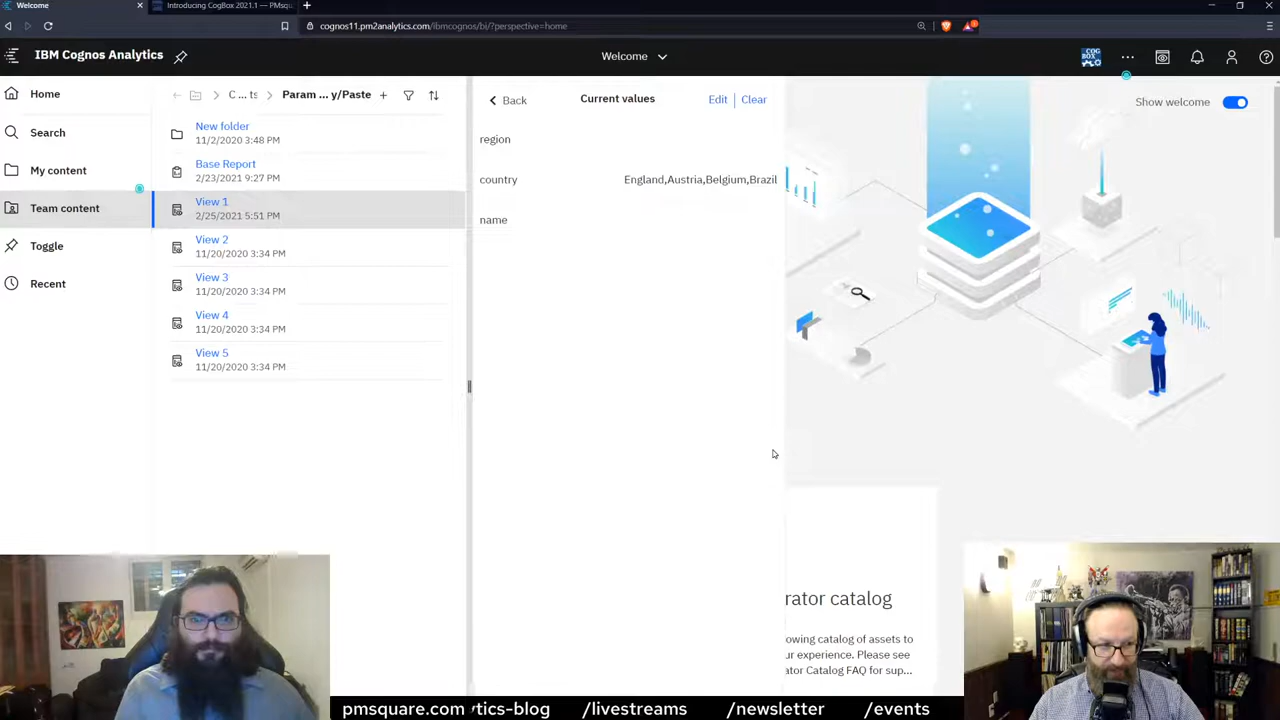 Welcome
Introducing CogBox 2021.1 — PMsqu...
cognos11.pm2analytics.com/ibmcognos/bi/?perspective=home
IBM Cognos Analytics
Welcome
COG
BOX
Home
Search
My content
Team content
Toggle
Recent
C ... ts
Param ... y/Paste
New folder
11/2/2020 3:48 PM
Base Report
2/23/2021 9:27 PM
View 1
2/25/2021 5:51 PM
View 2
11/20/2020 3:34 PM
View 3
11/20/2020 3:34 PM
View 4
11/20/2020 3:34 PM
View 5
11/20/2020 3:34 PM
Back
Current values
Edit | Clear
region
country England,Austria,Belgium,Brazil
name
Show welcome
rator catalog
owing catalog of assets to
ur experience. Please see
rator Catalog FAQ for sup...
pmsquare.com /tics-blog /livestreams /newsletter /events